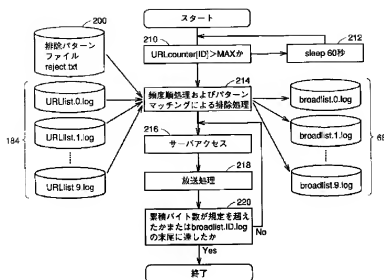 スタート
200
排除パターン
ファイル
reject.txt
210
URLcounter[ID]>MAXか
212
sleep 60秒
214
頻度順処理およびパターン
マッチングによる排除処理
184
URLlist.0.log
URLlist.1.log
URLlist.9.log
broadlist.0.log
broadlist.1.log
broadlist.9.log
216
サーバアクセス
218
放送処理
220
累積バイト数が規定を超え
たかまたはbroadlist.ID.log
の末尾に達したか
No
Yes
終了